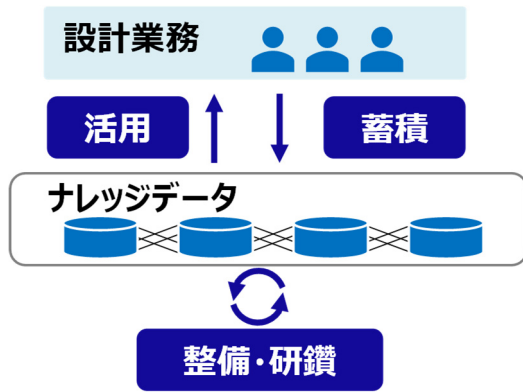 設計業務
活用
蓄積
ナレッジデータ
整備・研鑽